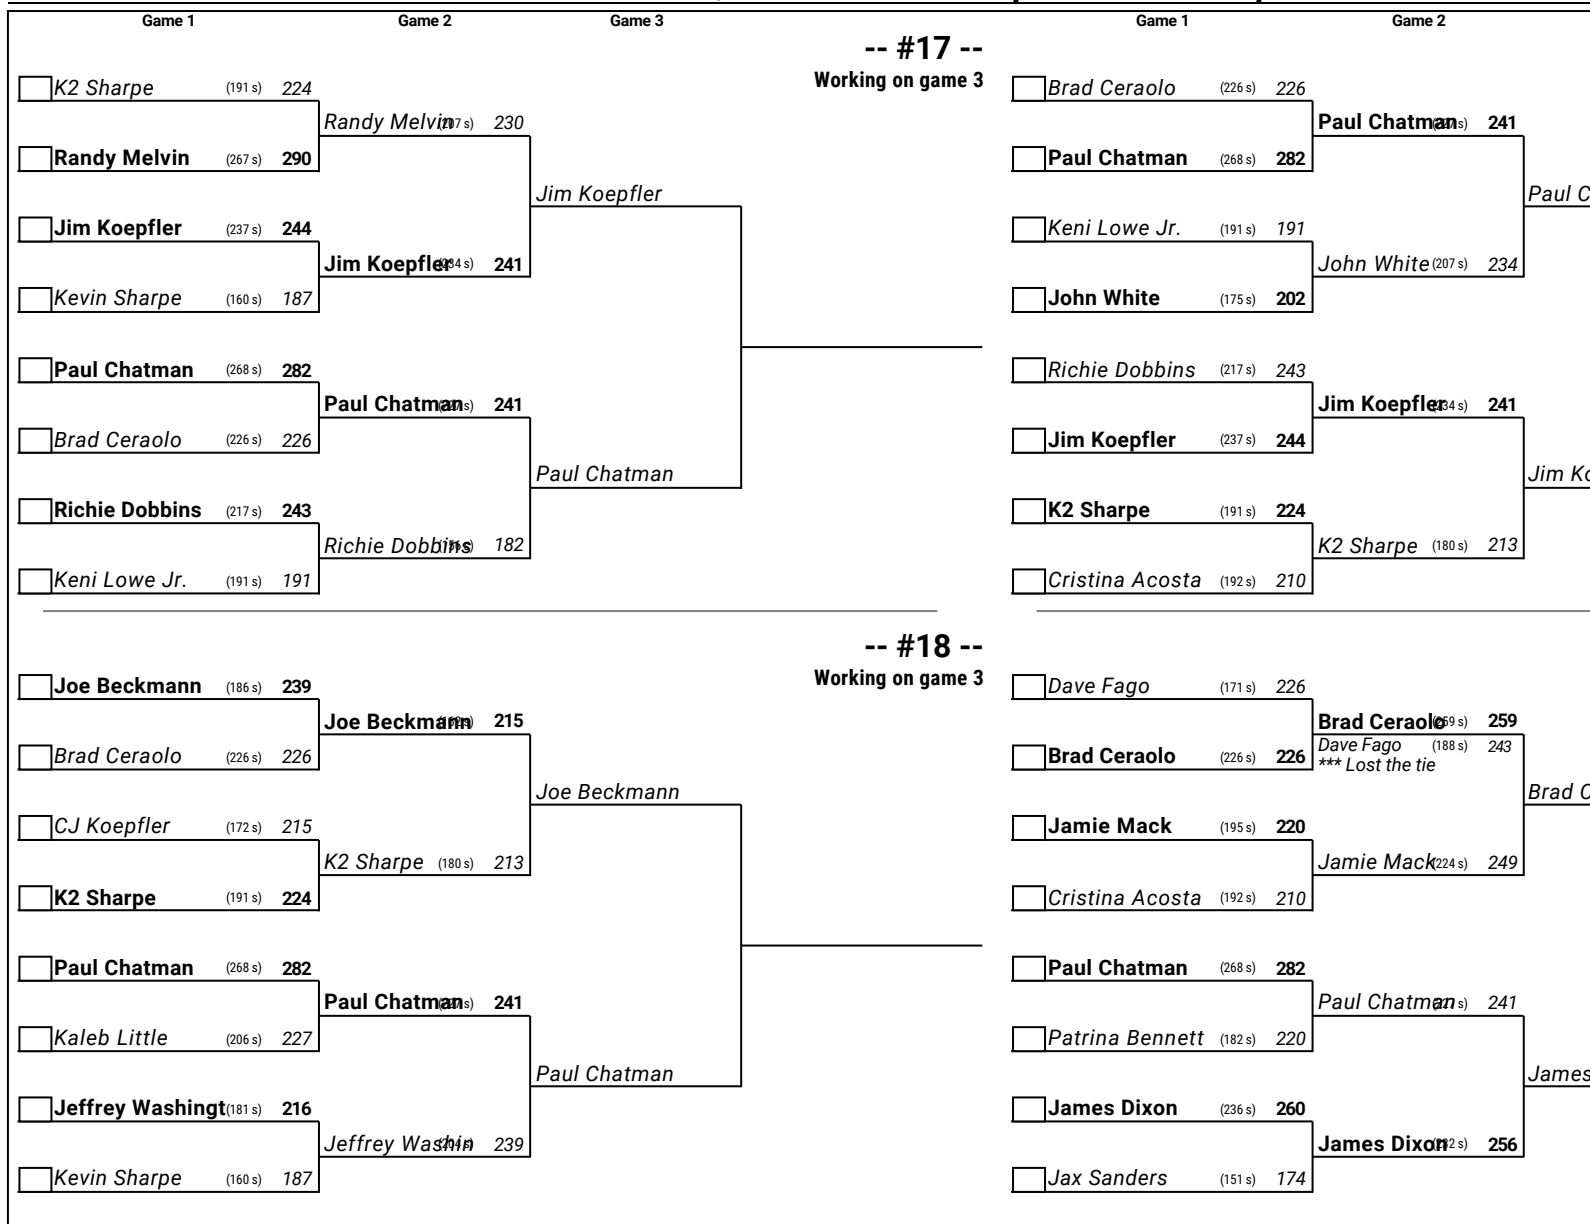 Game 1 Game 2 Game 3
-- #17 --
Working on game 3
K2 Sharpe (191 s) 224
Randy Melvin 230
Randy Melvin (267 s) 290
Jim Koepfler
Jim Koepfler (237 s) 244
Jim Koepfler 241
Kevin Sharpe (160 s) 187
Paul Chatman (268 s) 282
Paul Chatman 241
Brad Ceraolo (226 s) 226
Paul Chatman
Richie Dobbins (217 s) 243
Richie Dobbins 182
Keni Lowe Jr. (191 s) 191
-- #18 --
Working on game 3
Joe Beckmann (186 s) 239
Joe Beckmann 215
Brad Ceraolo (226 s) 226
Joe Beckmann
CJ Koepfler (172 s) 215
K2 Sharpe (180 s) 213
K2 Sharpe (191 s) 224
Paul Chatman (268 s) 282
Paul Chatman 241
Kaleb Little (206 s) 227
Paul Chatman
Jeffrey Washingt (181 s) 216
Jeffrey Washin 239
Kevin Sharpe (160 s) 187
Game 1 Game 2
Brad Ceraolo (226 s) 226
Paul Chatman 241
Paul Chatman (268 s) 282
Paul C
Keni Lowe Jr. (191 s) 191
John White (207 s) 234
John White (175 s) 202
Richie Dobbins (217 s) 243
Jim Koepfler 241
Jim Koepfler (237 s) 244
Jim Ko
K2 Sharpe (191 s) 224
K2 Sharpe (180 s) 213
Cristina Acosta (192 s) 210
Dave Fago (171 s) 226
Brad Ceraolo 259
Brad Ceraolo (226 s) 226
Dave Fago (188 s) 243
*** Lost the tie
Brad C
Jamie Mack (195 s) 220
Jamie Mack (224 s) 249
Cristina Acosta (192 s) 210
Paul Chatman (268 s) 282
Paul Chatman 241
Patrina Bennett (182 s) 220
James
James Dixon (236 s) 260
James Dixon 256
Jax Sanders (151 s) 174